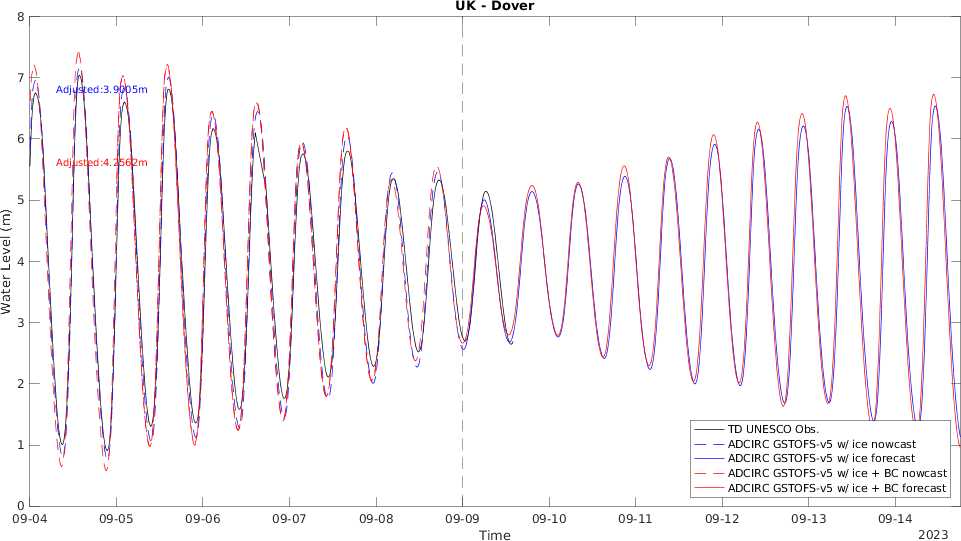 UK - Dover
8
7
6
5
4
3
2
1
0
Water Level (m)
Adjusted:3.9005m
Adjusted:4.2562m
TD UNESCO Obs.
ADCIRC GSTOFS-v5 w/ ice nowcast
ADCIRC GSTOFS-v5 w/ ice forecast
ADCIRC GSTOFS-v5 w/ ice + BC nowcast
ADCIRC GSTOFS-v5 w/ ice + BC forecast
09-04 09-05 09-06 09-07 09-08 09-09 09-10 09-11 09-12 09-13 09-14
Time
2023